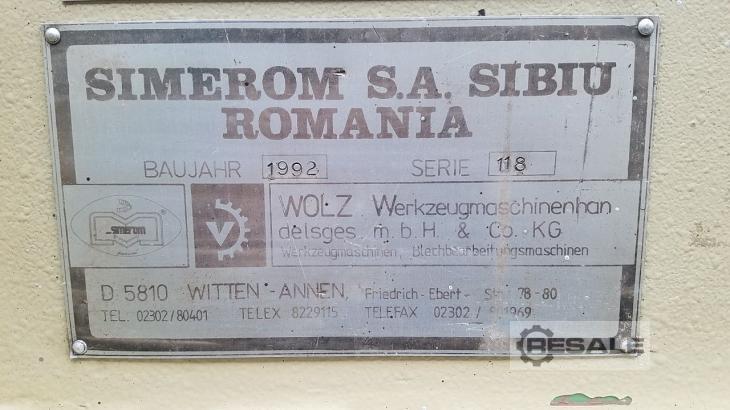 SIMEROM S.A. SIBIU
ROMANIA
BAUJAHR 1992 SERIE 118
simerom
V
WOLZ Werkzeugmaschinenhan
delsges. m.b.H. & Co. KG
Werkzeugmaschinen, Blechbearbeitungsmaschinen
D 5810 WITTEN-ANNEN, Friedrich-Ebert- Str. 78-80
TEL. 02302/80401 TELEX 8229115 TELEFAX 02302/
RESALE